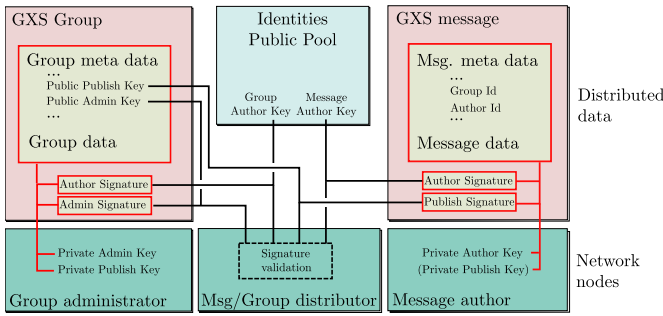 GXS Group
Group meta data
...
Public Publish Key
Public Admin Key
...
Group data
Author Signature
Admin Signature
Identities
Public Pool
Group
Author Key
Message
Author Key
GXS message
Msg. meta data
...
Group Id
Author Id
...
Message data
Author Signature
Publish Signature
Distributed
data
Private Admin Key
Private Publish Key
Group administrator
Signature
validation
Msg/Group distributor
Private Author Key
(Private Publish Key)
Message author
Network
nodes